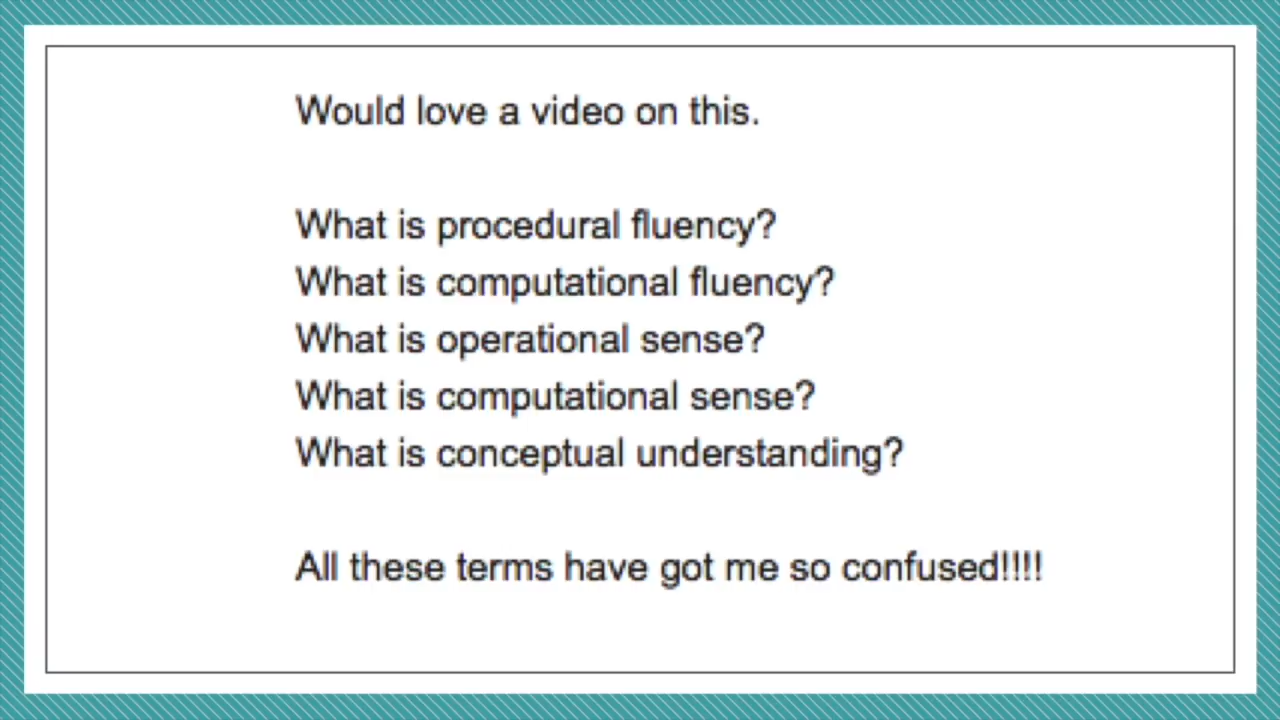 Would love a video on this.
What is procedural fluency?
What is computational fluency?
What is operational sense?
What is computational sense?
What is conceptual understanding?
All these terms have got me so confused!!!!